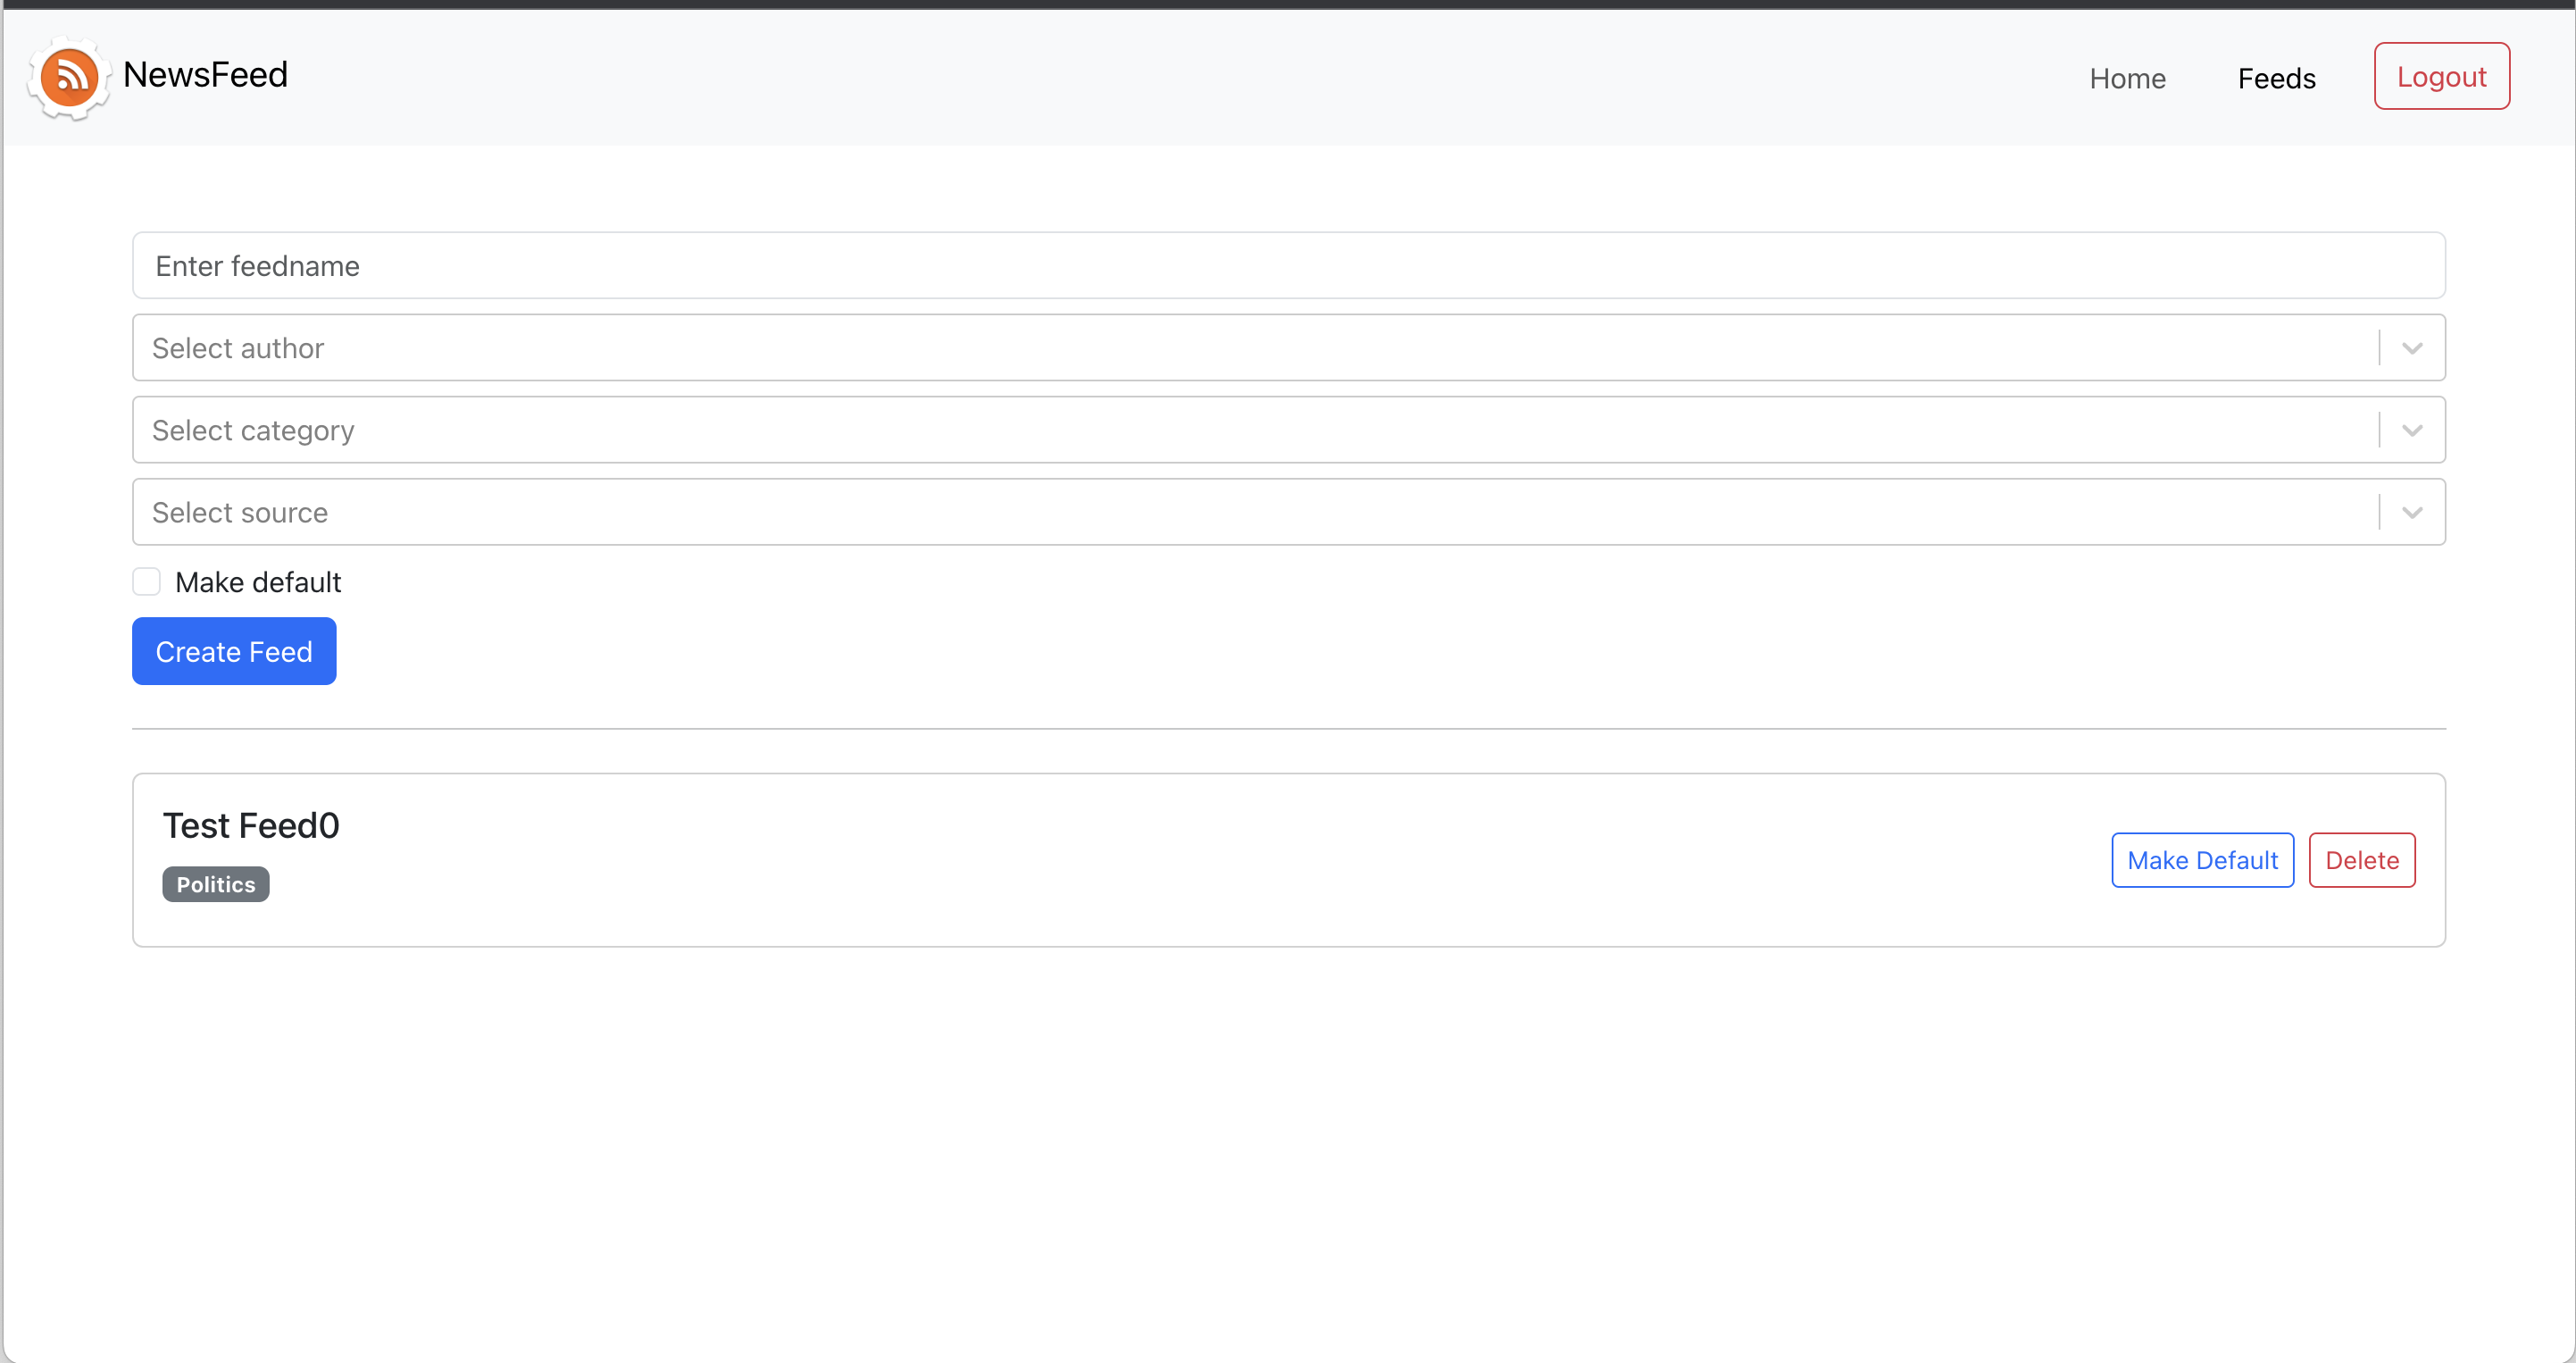 NewsFeed
Home Feeds Logout
Enter feedname
Select author
Select category
Select source
Make default
Create Feed
Test Feed0
Politics
Make Default Delete